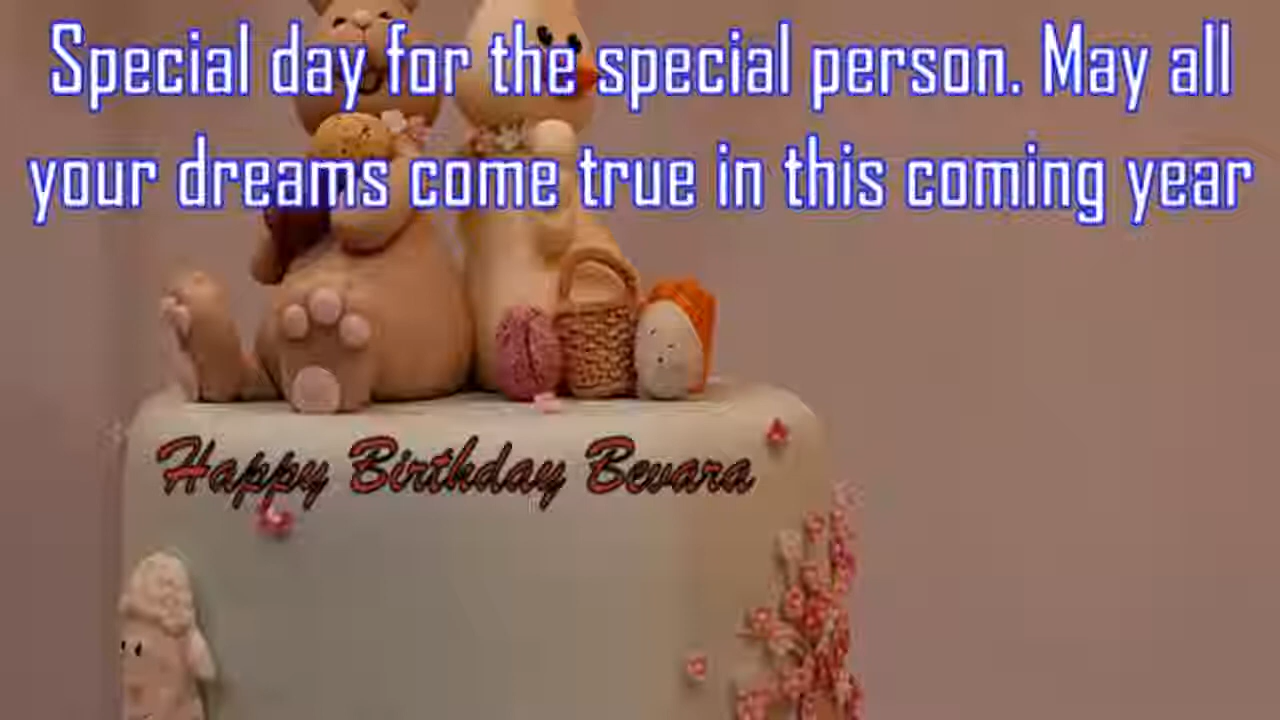 Special day for the special person. May all
your dreams come true in this coming year
Happy Birthday Bevara